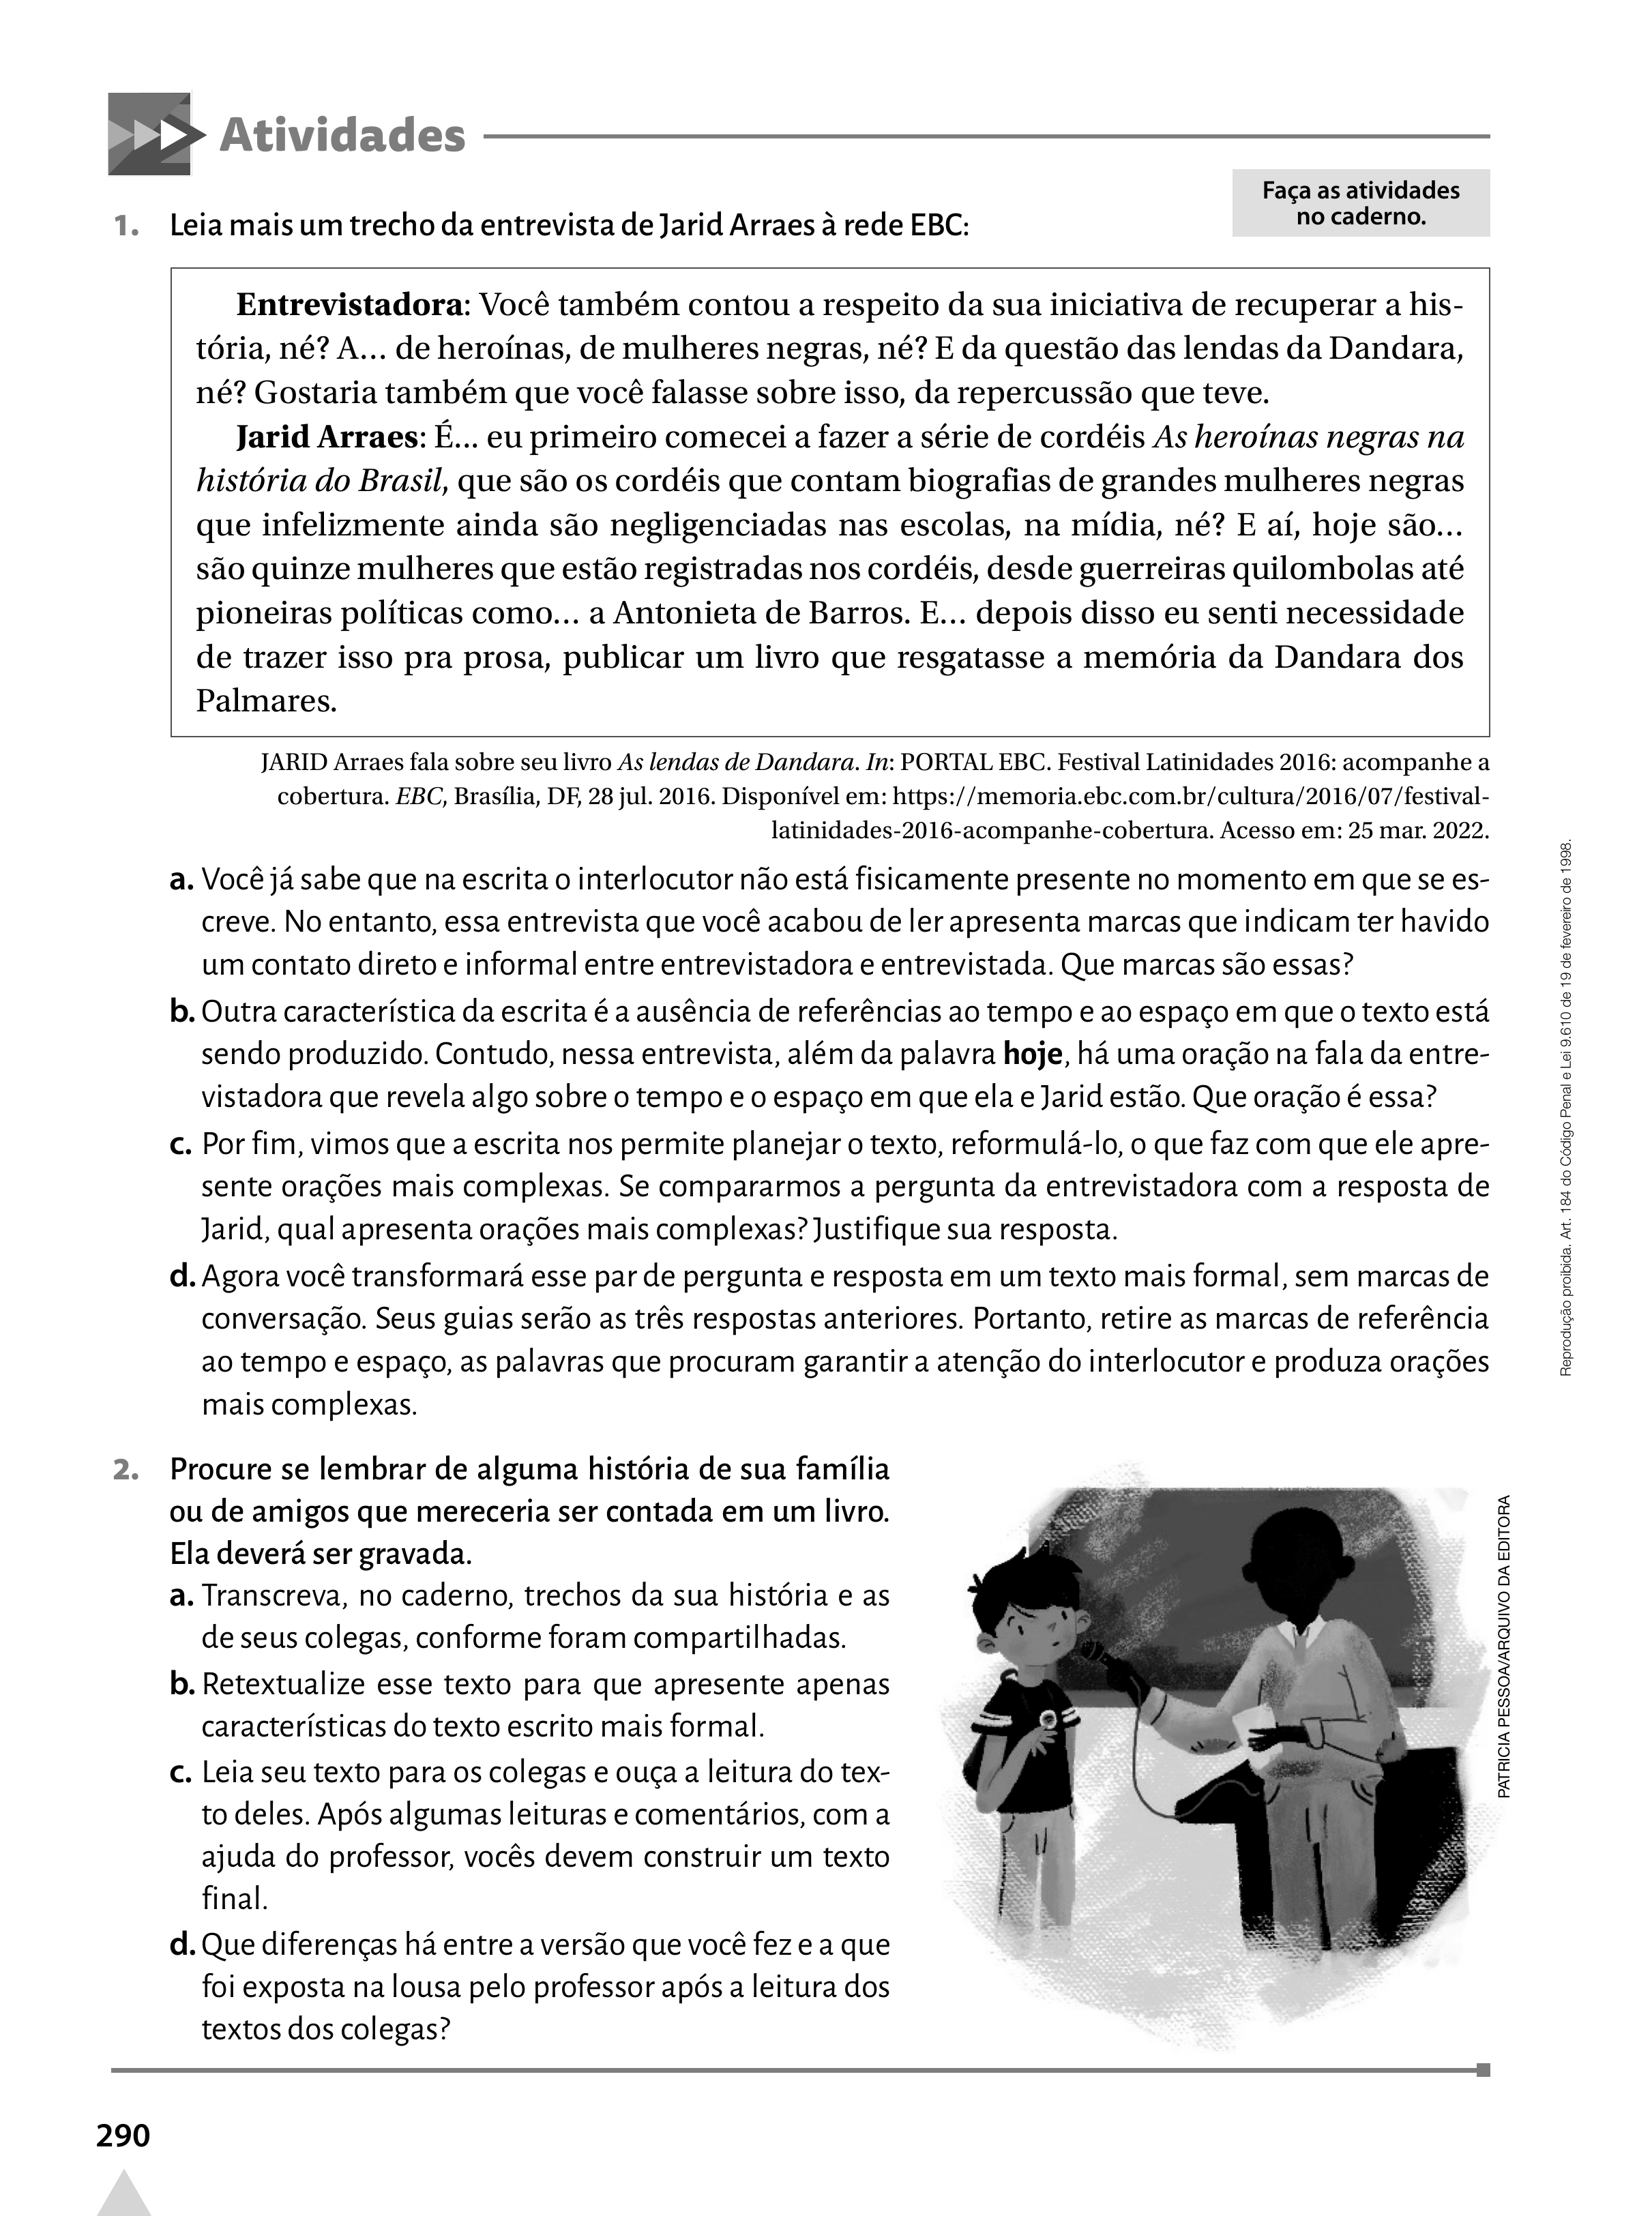 Atividades
Faça as atividades
no caderno.
1. Leia mais um trecho da entrevista de Jarid Arraes à rede EBC:
Entrevistadora: Você também contou a respeito da sua iniciativa de recuperar a his-
tória, né? A… de heroínas, de mulheres negras, né? E da questão das lendas da Dandara,
né? Gostaria também que você falasse sobre isso, da repercussão que teve.
Jarid Arraes: É... eu primeiro comecei a fazer a série de cordéis As heroínas negras na
história do Brasil, que são os cordéis que contam biografias de grandes mulheres negras
que infelizmente ainda são negligenciadas nas escolas, na mídia, né? E aí, hoje são…
são quinze mulheres que estão registradas nos cordéis, desde guerreiras quilombolas até
pioneiras políticas como… a Antonieta de Barros. E… depois disso eu senti necessidade
de trazer isso pra prosa, publicar um livro que resgatasse a memória da Dandara dos
Palmares.
JARID Arraes fala sobre seu livro As lendas de Dandara. In: PORTAL EBC. Festival Latinidades 2016: acompanhe a
cobertura. EBC, Brasília, DF, 28 jul. 2016. Disponível em: https://memoria.ebc.com.br/cultura/2016/07/festival-
latinidades-2016-acompanhe-cobertura. Acesso em: 25 mar. 2022.
a. Você já sabe que na escrita o interlocutor não está fisicamente presente no momento em que se es-
creve. No entanto, essa entrevista que você acabou de ler apresenta marcas que indicam ter havido
um contato direto e informal entre entrevistadora e entrevistada. Que marcas são essas?
b. Outra característica da escrita é a ausência de referências ao tempo e ao espaço em que o texto está
sendo produzido. Contudo, nessa entrevista, além da palavra hoje, há uma oração na fala da entre-
vistadora que revela algo sobre o tempo e o espaço em que ela e Jarid estão. Que oração é essa?
c. Por fim, vimos que a escrita nos permite planejar o texto, reformulá-lo, o que faz com que ele apre-
sente orações mais complexas. Se compararmos a pergunta da entrevistadora com a resposta de
Jarid, qual apresenta orações mais complexas? Justifique sua resposta.
d. Agora você transformará esse par de pergunta e resposta em um texto mais formal, sem marcas de
conversação. Seus guias serão as três respostas anteriores. Portanto, retire as marcas de referência
ao tempo e espaço, as palavras que procuram garantir a atenção do interlocutor e produza orações
mais complexas.
2. Procure se lembrar de alguma história de sua família
ou de amigos que mereceria ser contada em um livro.
Ela deverá ser gravada.
a. Transcreva, no caderno, trechos da sua história e as
de seus colegas, conforme foram compartilhadas.
b. Retextualize esse texto para que apresente apenas
características do texto escrito mais formal.
c. Leia seu texto para os colegas e ouça a leitura do tex-
to deles. Após algumas leituras e comentários, com a
ajuda do professor, vocês devem construir um texto
final.
d. Que diferenças há entre a versão que você fez e a que
foi exposta na lousa pelo professor após a leitura dos
textos dos colegas?
PATRICIA PESSOA/ARQUIVO DA EDITORA
Reprodução proibida. Art. 184 do Código Penal e Lei 9.610 de 19 de fevereiro de 1998.
290